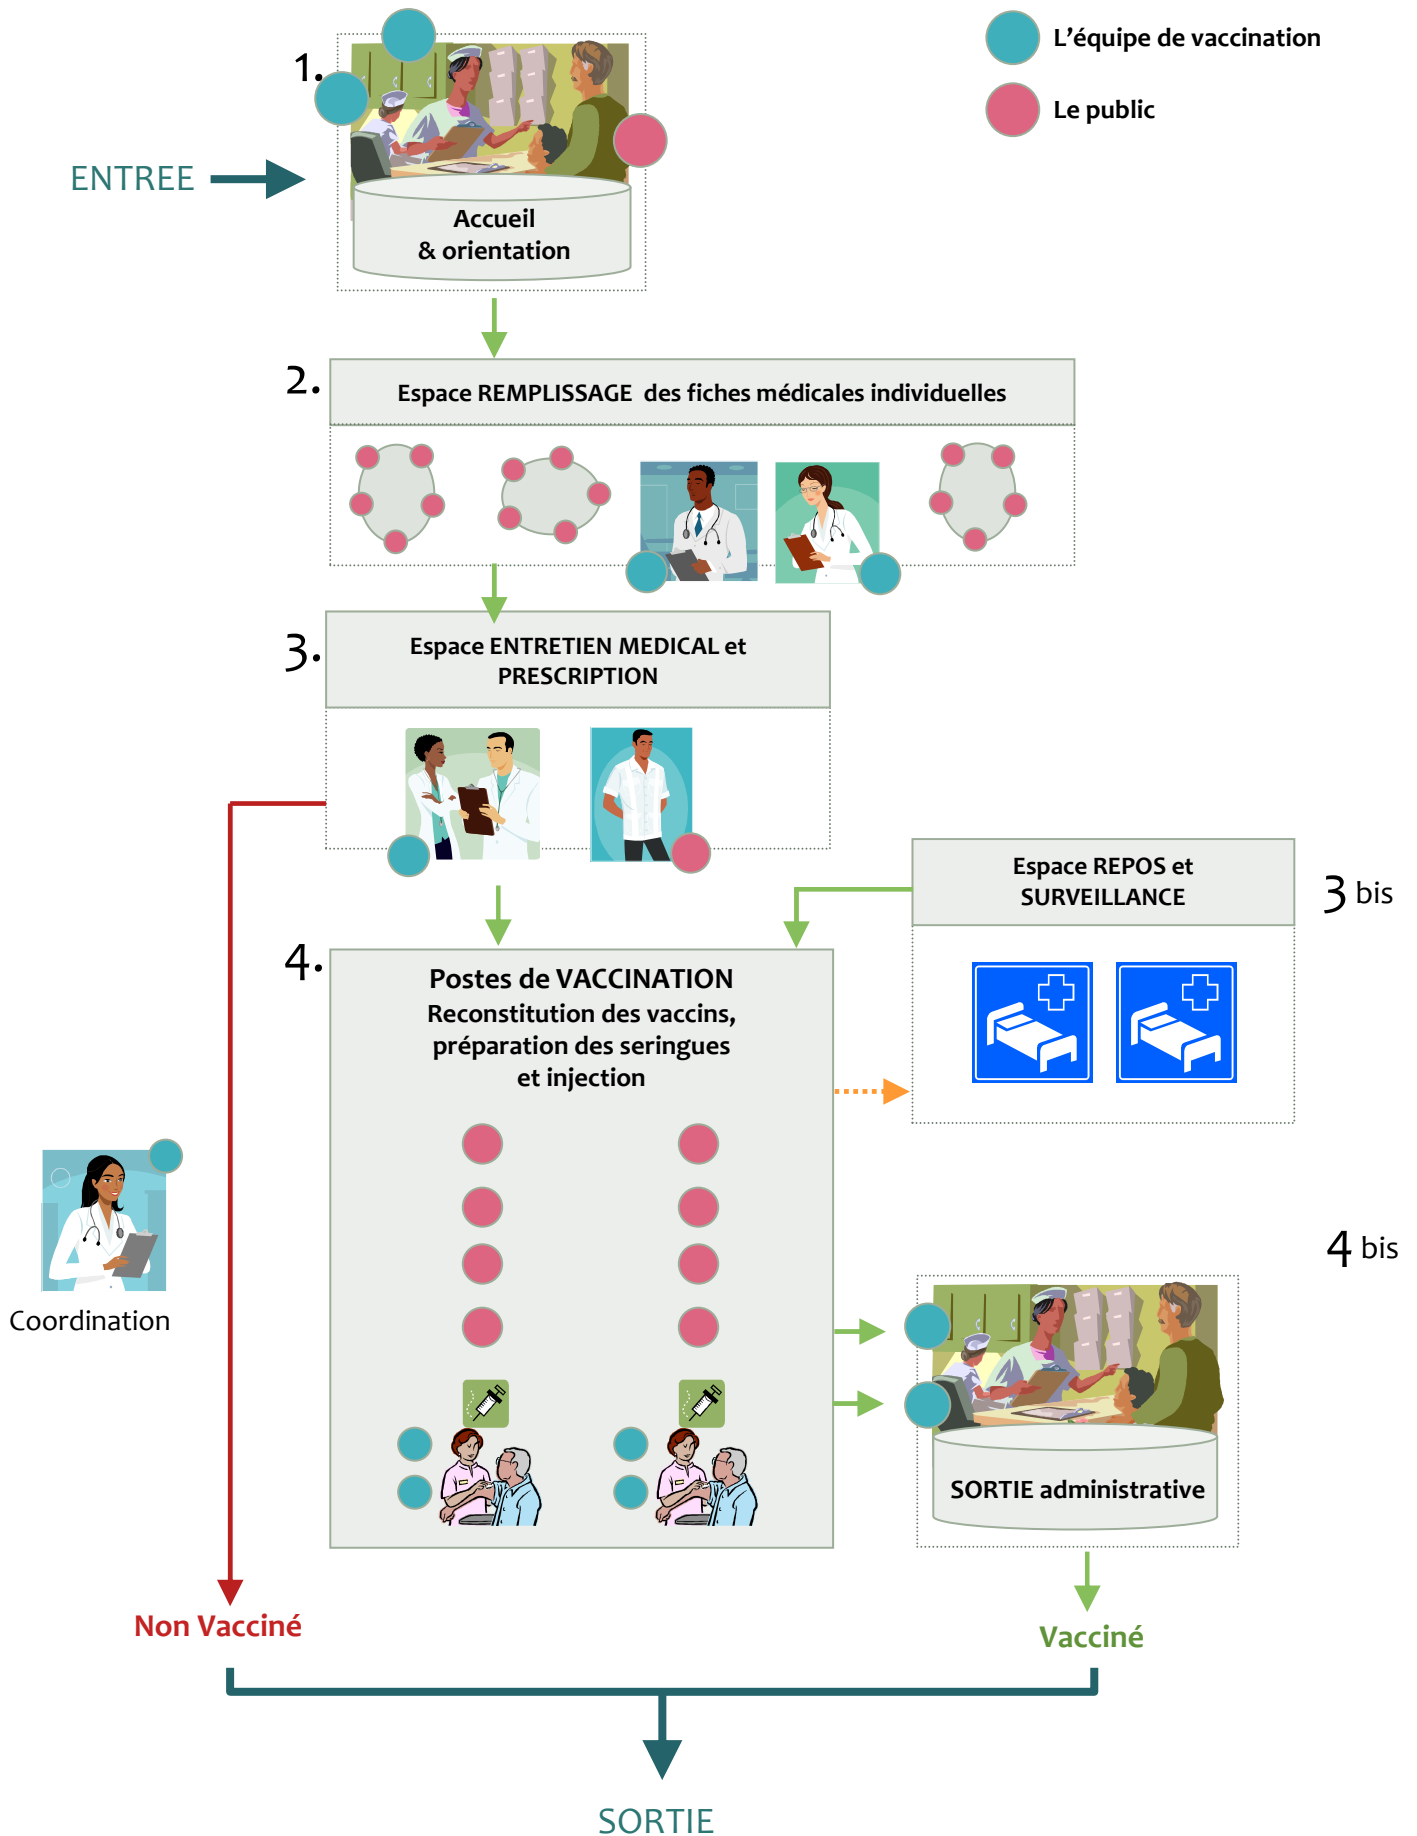 L'équipe de vaccination
Le public
1.
ENTREE
Accueil
& orientation
2.
Espace REMPLISSAGE des fiches médicales individuelles
3.
Espace ENTRETIEN MEDICAL et
PRESCRIPTION
Espace REPOS et
SURVEILLANCE
3 bis
4.
Postes de VACCINATION
Reconstitution des vaccins,
préparation des seringues
et injection
Coordination
4 bis
SORTIE administrative
Non Vacciné
Vacciné
SORTIE